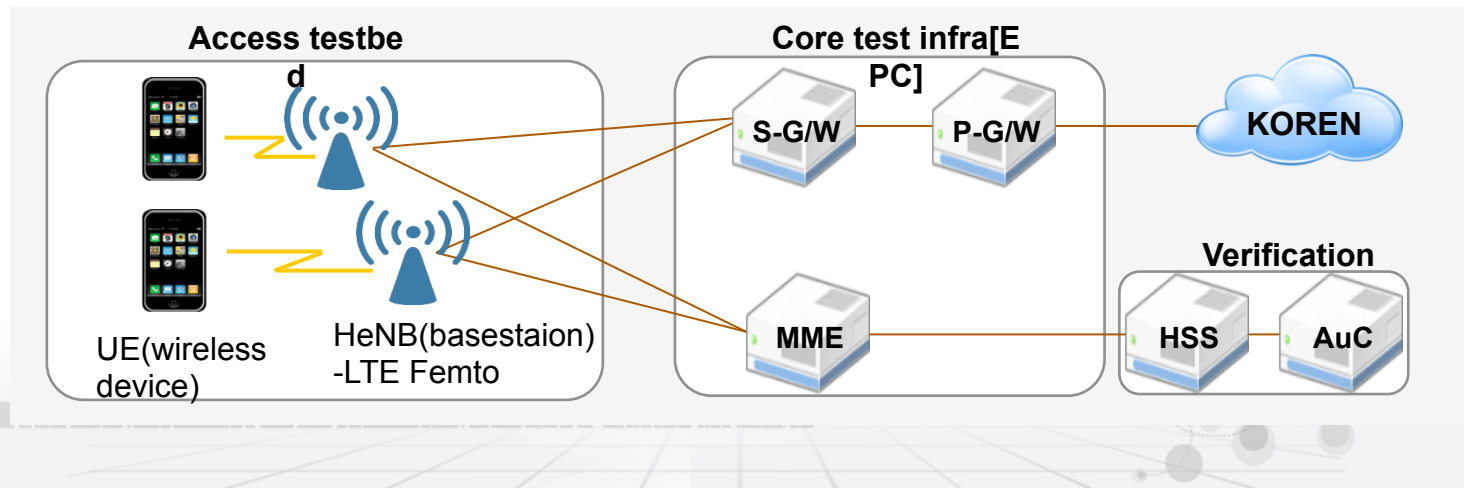 Access testbe
d
Core test infra[E
PC]
S-G/W
P-G/W
KOREN
Verification
MME
HSS
AuC
UE(wireless
device)
HeNB(basestaion)
-LTE Femto